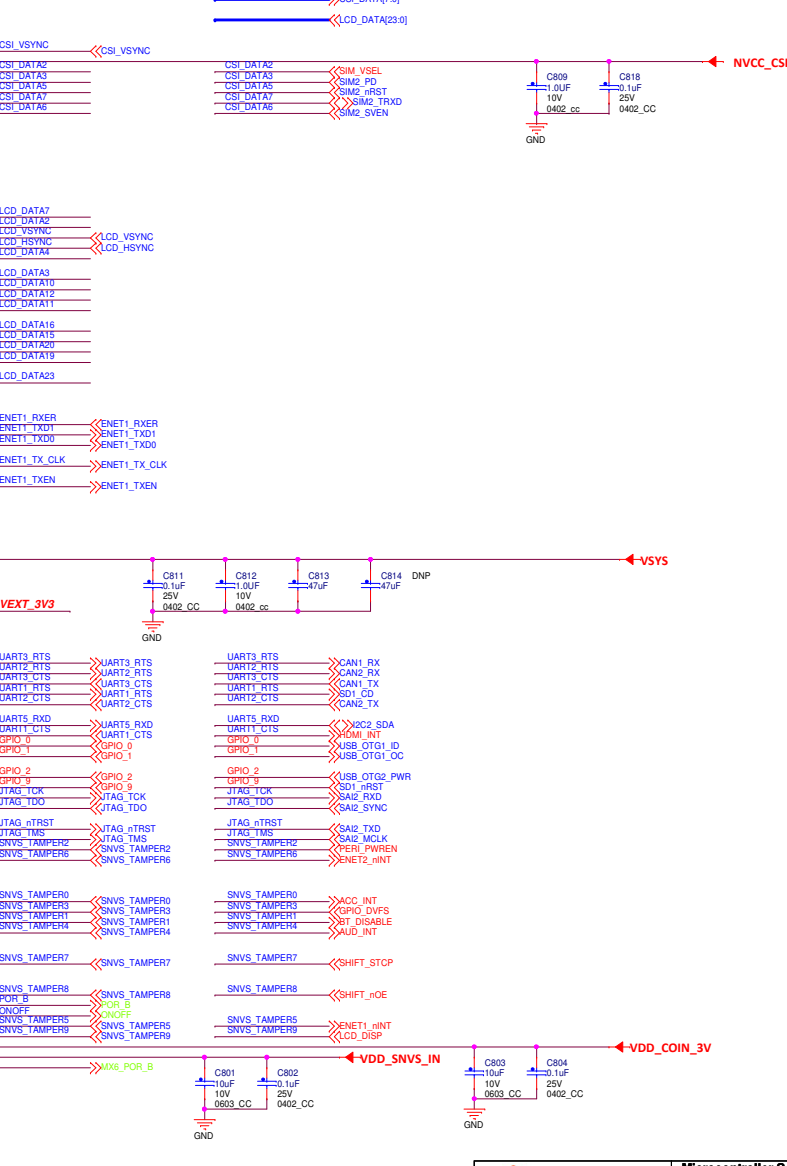 LCD_DATA[23:0]
CSI_VSYNC CSI_VSYNC
NVCC_CSI
CSI_DATA2 CSI_DATA2 SIM_VSEL
CSI_DATA3 CSI_DATA3 SIM2_PD
CSI_DATA5 CSI_DATA5 SIM2_nRST
CSI_DATA7 CSI_DATA7 SIM2_TRXD
CSI_DATA6 CSI_DATA6 SIM2_SVEN
C809 C818
1.0UF 0.1uF
10V 25V
0402_cc 0402_CC
GND
LCD_DATA7
LCD_DATA2
LCD_VSYNC LCD_VSYNC
LCD_HSYNC LCD_HSYNC
LCD_DATA4
LCD_DATA3
LCD_DATA10
LCD_DATA12
LCD_DATA11
LCD_DATA16
LCD_DATA15
LCD_DATA20
LCD_DATA19
LCD_DATA23
ENET1_RXER ENET1_RXER
ENET1_TXD1 ENET1_TXD1
ENET1_TXD0 ENET1_TXD0
ENET1_TX_CLK ENET1_TX_CLK
ENET1_TXEN ENET1_TXEN
VSYS
C811 C812 C813 C814 DNP
0.1uF 1.0UF 47uF 47uF
25V 10V
0402_CC 0402_cc
VEXT_3V3
GND
UART3_RTS UART3_RTS UART3_RTS CAN1_RX
UART2_RTS UART2_RTS UART2_RTS CAN2_RX
UART3_CTS UART3_CTS UART3_CTS CAN1_TX
UART1_RTS UART1_RTS UART1_RTS SD1_CD
UART2_CTS UART2_CTS UART2_CTS CAN2_TX
UART5_RXD UART5_RXD UART5_RXD I2C2_SDA
UART1_CTS UART1_CTS UART1_CTS HDMI_INT
GPIO_0 GPIO_0 GPIO_0 USB_OTG1_ID
GPIO_1 GPIO_1 GPIO_1 USB_OTG1_OC
GPIO_2 GPIO_2 GPIO_2 USB_OTG2_PWR
GPIO_9 GPIO_9 GPIO_9 SD1_nRST
JTAG_TCK JTAG_TCK JTAG_TCK SAI2_RXD
JTAG_TDO JTAG_TDO JTAG_TDO SAI2_SYNC
JTAG_nTRST JTAG_nTRST JTAG_nTRST SAI2_TXD
JTAG_TMS JTAG_TMS JTAG_TMS SAI2_MCLK
SNVS_TAMPER2 SNVS_TAMPER2 SNVS_TAMPER2 PERI_PWREN
SNVS_TAMPER6 SNVS_TAMPER6 SNVS_TAMPER6 ENET2_nINT
SNVS_TAMPER0 SNVS_TAMPER0 SNVS_TAMPER0 ACC_INT
SNVS_TAMPER3 SNVS_TAMPER3 SNVS_TAMPER3 GPIO_DVFS
SNVS_TAMPER1 SNVS_TAMPER1 SNVS_TAMPER1 BT_DISABLE
SNVS_TAMPER4 SNVS_TAMPER4 SNVS_TAMPER4 AUD_INT
SNVS_TAMPER7 SNVS_TAMPER7 SNVS_TAMPER7 SHIFT_STCP
SNVS_TAMPER8 SNVS_TAMPER8 SNVS_TAMPER8 SHIFT_nOE
POR_B POR_B
ONOFF ONOFF
SNVS_TAMPER5 SNVS_TAMPER5 SNVS_TAMPER5 ENET1_nINT
SNVS_TAMPER9 SNVS_TAMPER9 SNVS_TAMPER9 LCD_DISP
VDD_COIN_3V
VDD_SNVS_IN
MX6_POR_B
C801 C802 C803 C804
10uF 0.1uF 10uF 0.1uF
10V 25V 10V 25V
0603_CC 0402_CC 0603_CC 0402_CC
GND GND